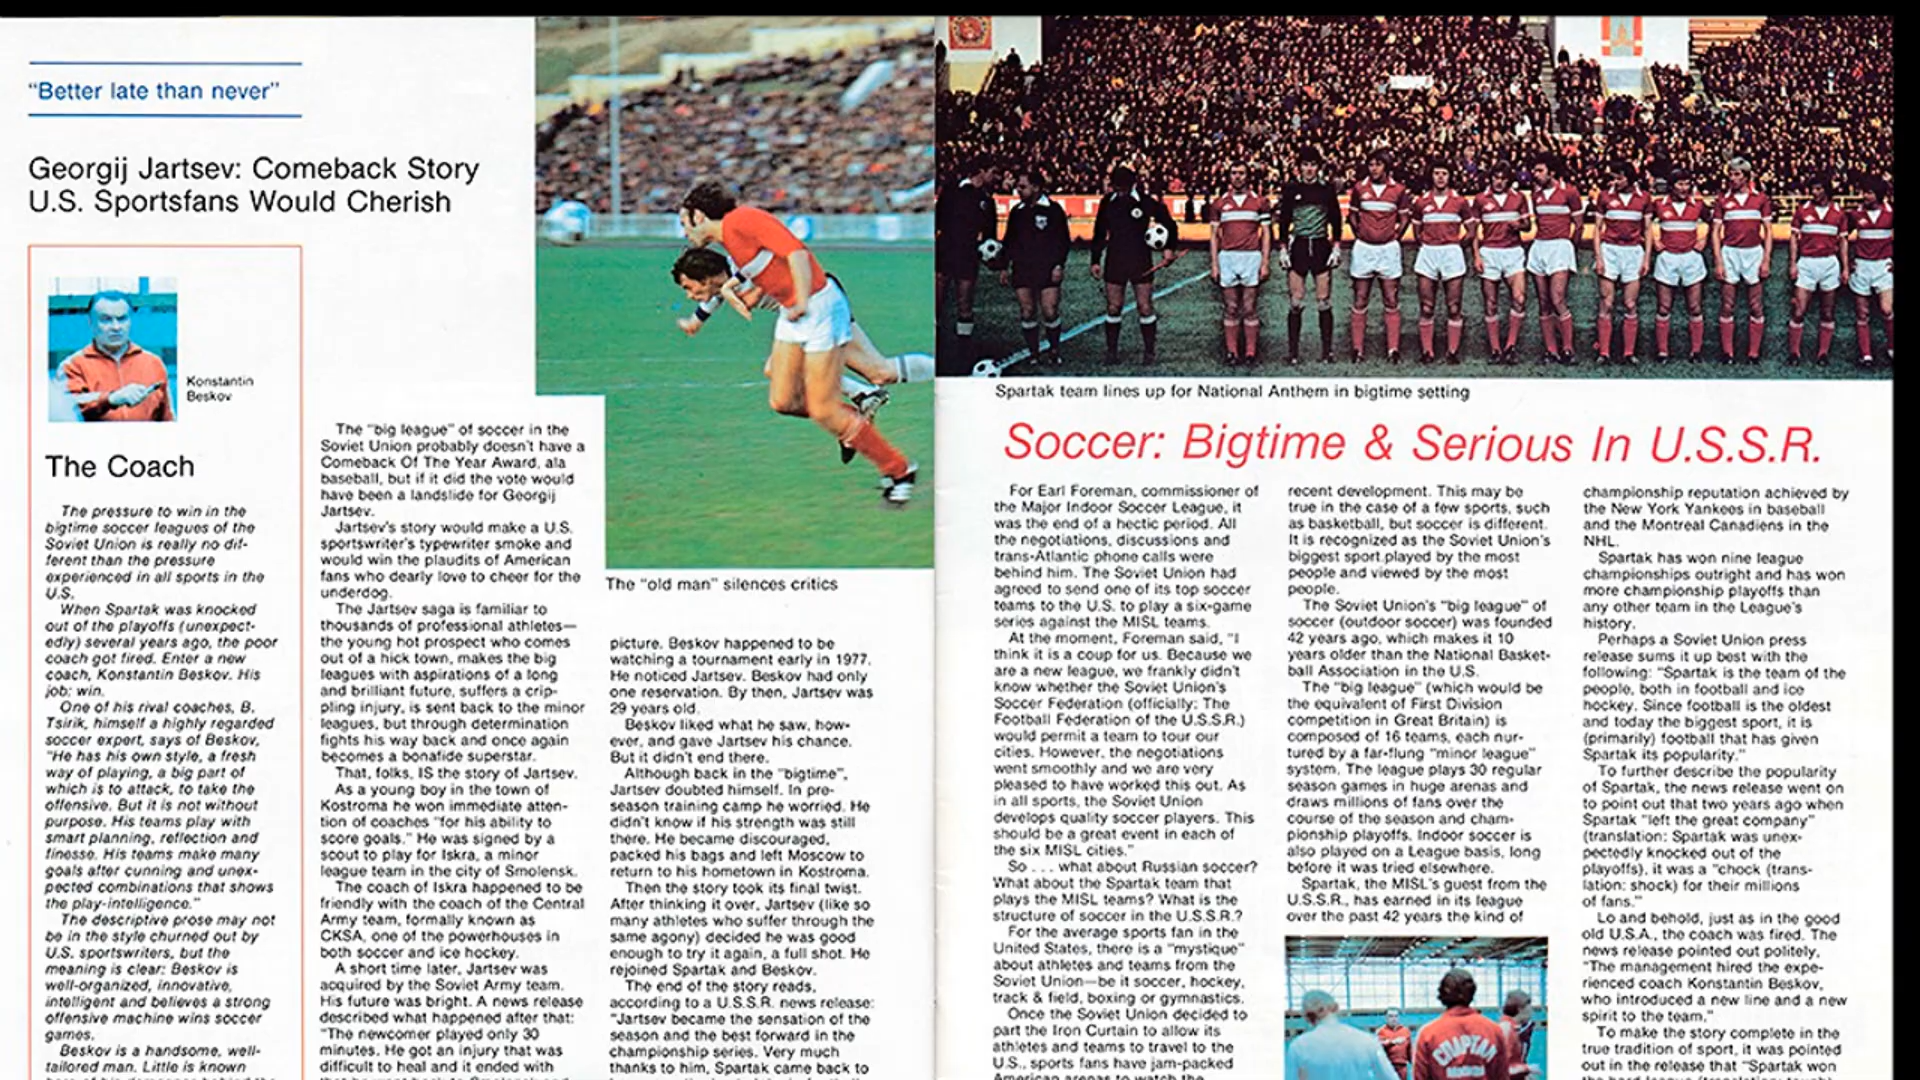 “Better late than never”
Georgij Jartsev: Comeback Story
U.S. Sportsfans Would Cherish
Konstantin
Beskov
The Coach
The pressure to win in the
bigtime soccer leagues of the
Soviet Union is really no dif-
ferent than the pressure
experienced in all sports in the
U.S.
When Spartak was knocked
out of the playoffs (unexpect-
edly) several years ago, the poor
coach got fired. Enter a new
coach, Konstantin Beskov. His
job: win.
One of his rival coaches, B.
Tsirik, himself a highly regarded
soccer expert, says of Beskov,
“He has his own style, a fresh
way of playing, a big part of
which is to attack, to take the
offensive. But it is not without
purpose. His teams play with
smart planning, reflection and
finesse. His teams make many
goals after cunning and unex-
pected combinations that shows
the play-intelligence.”
The descriptive prose may not
be in the style churned out by
U.S. sportswriters, but the
meaning is clear: Beskov is
well-organized, innovative,
intelligent and believes a strong
offensive machine wins soccer
games.
Beskov is a handsome, well-
tailored man. Little is known
The “big league” of soccer in the
Soviet Union probably doesn't have a
Comeback Of The Year Award, ala
baseball, but if it did the vote would
have been a landslide for Georgij
Jartsev.
Jartsev's story would make a U.S.
sportswriter's typewriter smoke and
would win the plaudits of American
fans who dearly love to cheer for the
underdog.
The Jartsev saga is familiar to
thousands of professional athletes—
the young hot prospect who comes
out of a hick town, makes the big
leagues with aspirations of a long
and brilliant future, suffers a crip-
pling injury, is sent back to the minor
leagues, but through determination
fights his way back and once again
becomes a bonafide superstar.
That, folks, IS the story of Jartsev.
As a young boy in the town of
Kostroma he won immediate atten-
tion of coaches “for his ability to
score goals.” He was signed by a
scout to play for Iskra, a minor
league team in the city of Smolensk.
The coach of Iskra happened to be
friendly with the coach of the Central
Army team, formally known as
CKSA, one of the powerhouses in
both soccer and ice hockey.
A short time later, Jartsev was
acquired by the Soviet Army team.
His future was bright. A news release
described what happened after that:
“The newcomer played only 30
minutes. He got an injury that was
difficult to heal and it ended with
The “old man” silences critics
picture. Beskov happened to be
watching a tournament early in 1977.
He noticed Jartsev. Beskov had only
one reservation. By then, Jartsev was
29 years old.
Beskov liked what he saw, how-
ever, and gave Jartsev his chance.
But it didn't end there.
Although back in the “bigtime”,
Jartsev doubted himself. In pre-
season training camp he worried. He
didn't know if his strength was still
there. He became discouraged,
packed his bags and left Moscow to
return to his hometown in Kostroma.
Then the story took its final twist.
After thinking it over, Jartsev (like so
many athletes who suffer through the
same agony) decided he was good
enough to try it again, a full shot. He
rejoined Spartak and Beskov.
The end of the story reads,
according to a U.S.S.R. news release:
“Jartsev became the sensation of the
season and the best forward in the
championship series. Very much
thanks to him, Spartak came back to
Spartak team lines up for National Anthem in bigtime setting
Soccer: Bigtime & Serious In U.S.S.R.
For Earl Foreman, commissioner of
the Major Indoor Soccer League, it
was the end of a hectic period. All
the negotiations, discussions and
trans-Atlantic phone calls were
behind him. The Soviet Union had
agreed to send one of its top soccer
teams to the U.S. to play a six-game
series against the MISL teams.
At the moment, Foreman said, “I
think it is a coup for us. Because we
are a new league, we frankly didn't
know whether the Soviet Union's
Soccer Federation (officially: The
Football Federation of the U.S.S.R.)
would permit a team to tour our
cities. However, the negotiations
went smoothly and we are very
pleased to have worked this out. As
in all sports, the Soviet Union
develops quality soccer players. This
should be a great event in each of
the six MISL cities.”
So . . . what about Russian soccer?
What about the Spartak team that
plays the MISL teams? What is the
structure of soccer in the U.S.S.R.?
For the average sports fan in the
United States, there is a “mystique”
about athletes and teams from the
Soviet Union—be it soccer, hockey,
track & field, boxing or gymnastics.
Once the Soviet Union decided to
part the Iron Curtain to allow its
athletes and teams to travel to the
U.S., sports fans have jam-packed
American arenas to watch the
recent development. This may be
true in the case of a few sports, such
as basketball, but soccer is different.
It is recognized as the Soviet Union's
biggest sport played by the most
people and viewed by the most
people.
The Soviet Union's “big league” of
soccer (outdoor soccer) was founded
42 years ago, which makes it 10
years older than the National Basket-
ball Association in the U.S.
The “big league” (which would be
the equivalent of First Division
competition in Great Britain) is
composed of 16 teams, each nur-
tured by a far-flung “minor league”
system. The league plays 30 regular
season games in huge arenas and
draws millions of fans over the
course of the season and cham-
pionship playoffs. Indoor soccer is
also played on a League basis, long
before it was tried elsewhere.
Spartak, the MISL's guest from the
U.S.S.R., has earned in its league
over the past 42 years the kind of
СПАРТАК
championship reputation achieved by
the New York Yankees in baseball
and the Montreal Canadiens in the
NHL.
Spartak has won nine league
championships outright and has won
more championship playoffs than
any other team in the League's
history.
Perhaps a Soviet Union press
release sums it up best with the
following: “Spartak is the team of the
people, both in football and ice
hockey. Since football is the oldest
and today the biggest sport, it is
(primarily) football that has given
Spartak its popularity.”
To further describe the popularity
of Spartak, the news release went on
to point out that two years ago when
Spartak “left the great company”
(translation: Spartak was unex-
pectedly knocked out of the
playoffs), it was a “chock (trans-
lation: shock) for their millions
of fans.”
Lo and behold, just as in the good
old U.S.A., the coach was fired. The
news release pointed out politely,
“The management hired the expe-
rienced coach Konstantin Beskov,
who introduced a new line and a new
spirit to the team.”
To make the story complete in the
true tradition of sport, it was pointed
out in the release that “Spartak won